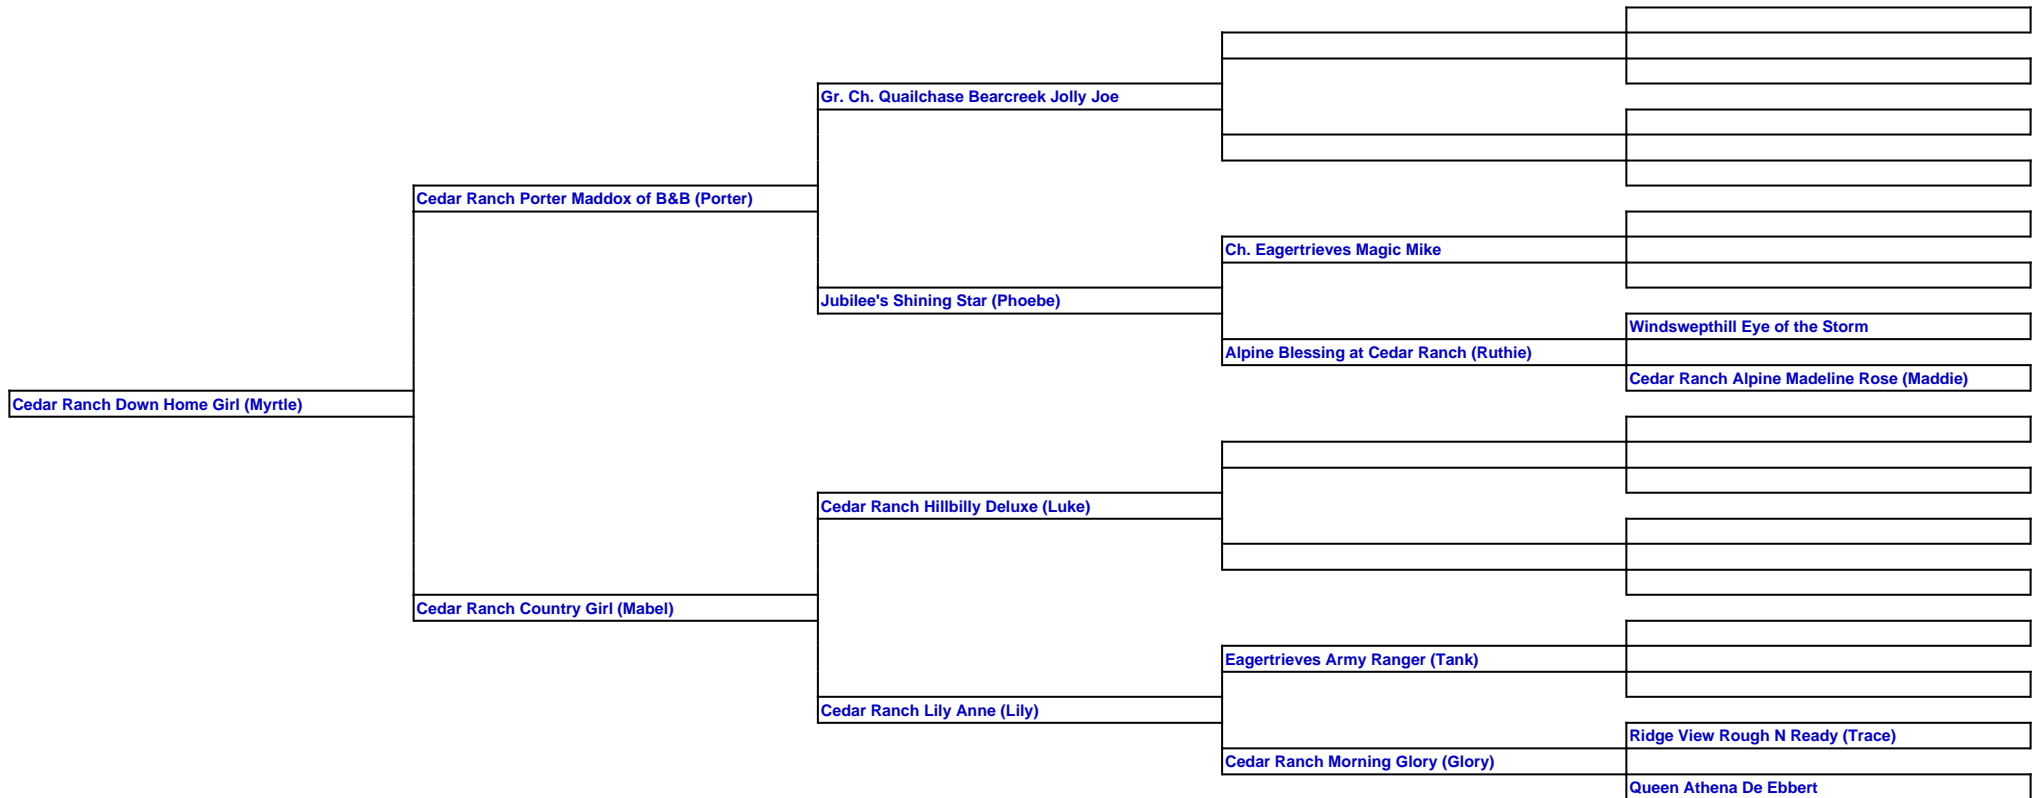 Gr. Ch. Quailchase Bearcreek Jolly Joe
Cedar Ranch Porter Maddox of B&B (Porter)
Ch. Eagertrieves Magic Mike
Jubilee's Shining Star (Phoebe)
Windswepthill Eye of the Storm
Alpine Blessing at Cedar Ranch (Ruthie)
Cedar Ranch Alpine Madeline Rose (Maddie)
Cedar Ranch Down Home Girl (Myrtle)
Cedar Ranch Hillbilly Deluxe (Luke)
Cedar Ranch Country Girl (Mabel)
Eagertrieves Army Ranger (Tank)
Cedar Ranch Lily Anne (Lily)
Ridge View Rough N Ready (Trace)
Cedar Ranch Morning Glory (Glory)
Queen Athena De Ebbert